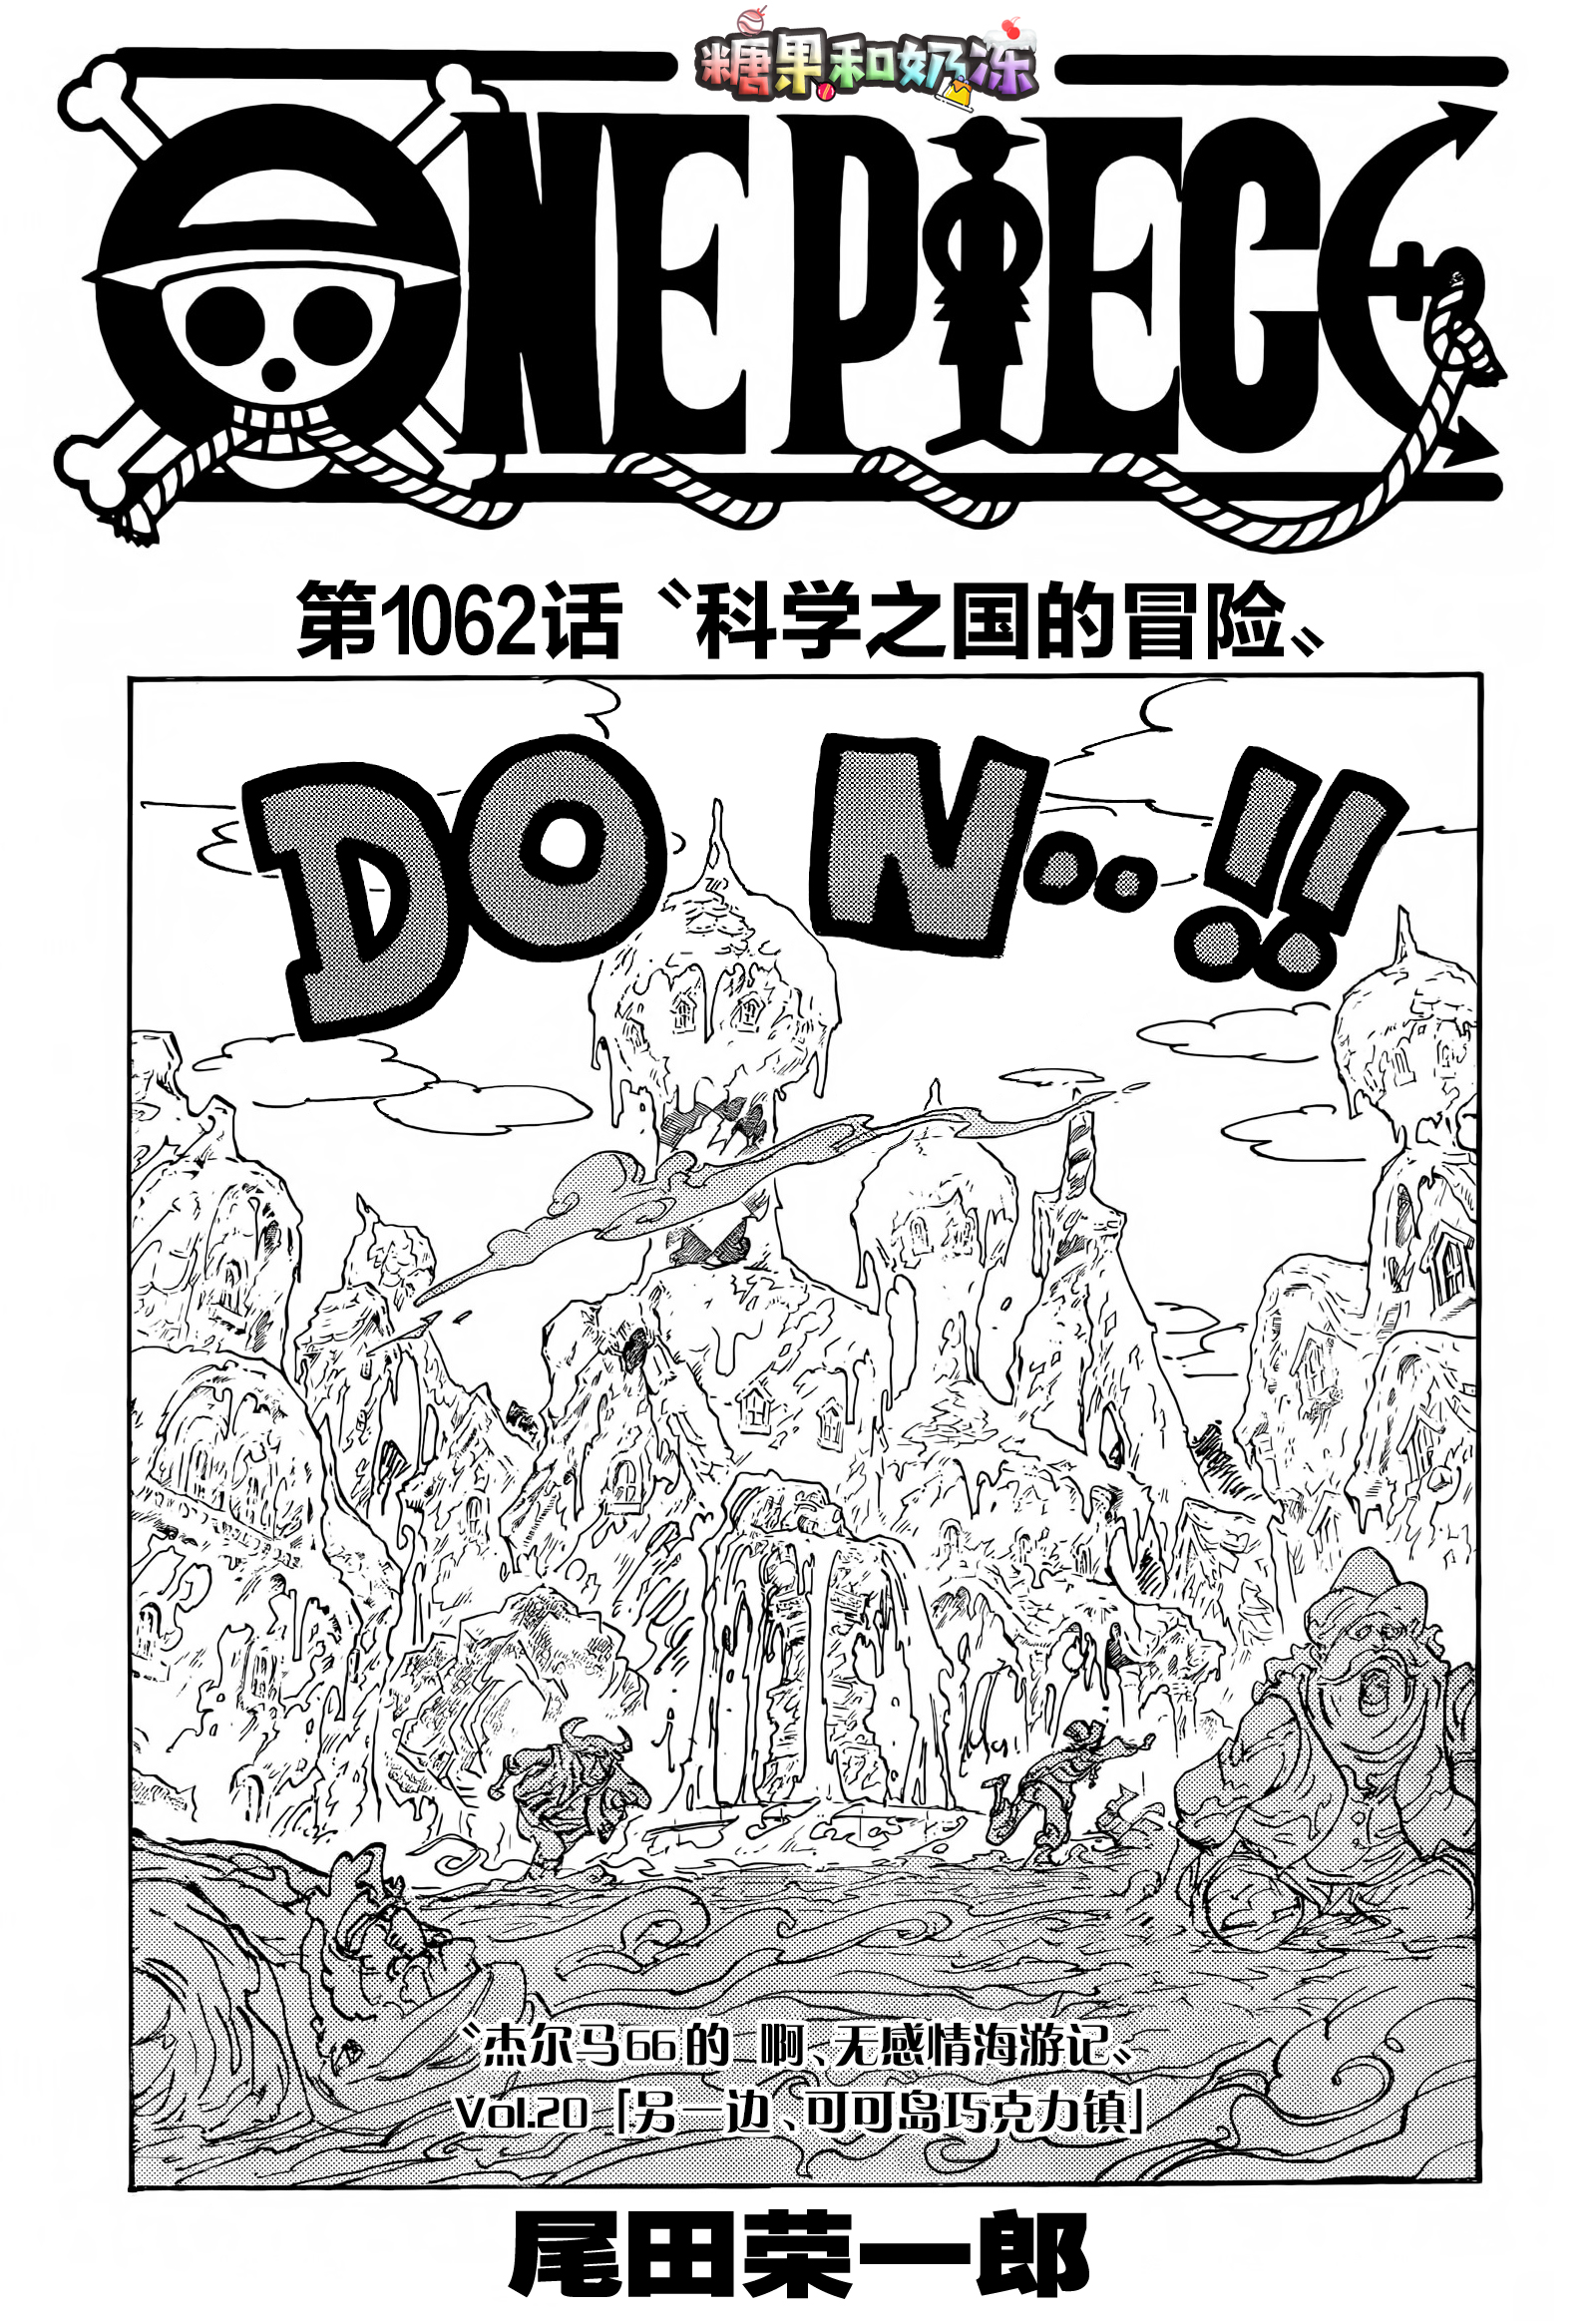 糖果和奶冻
ONE PIECE
第1062话〝科学之国的冒险〟
DON..!!
〝杰尔马66的 啊、无感情海游记〟
Vol.20「另一边、可可岛巧克力镇」
尾田荣一郎